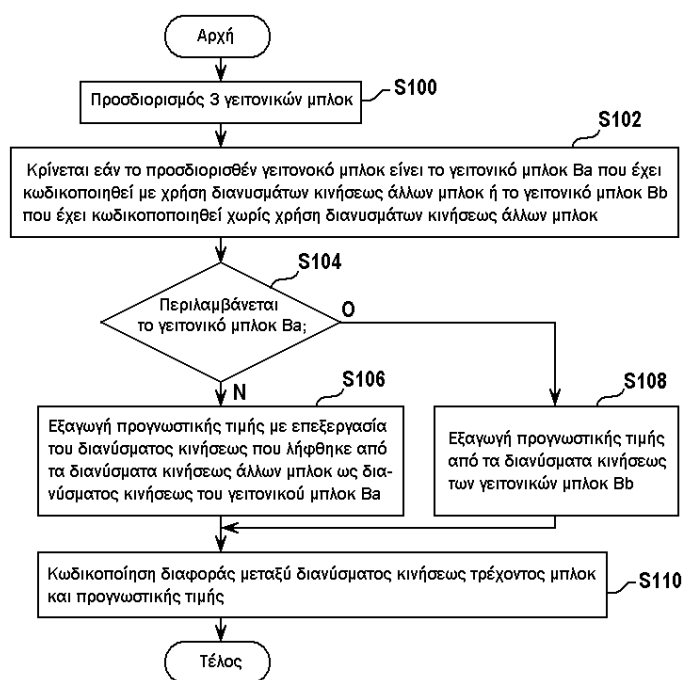 Αρχή
Προσδιορισμός 3 γειτονικών μπλοκ
S100
S102
Κρίνεται εάν το προσδιορισθέν γειτονοκό μπλοκ είνει το γειτονικό μπλοκ Ba που έχει
κωδικοποιηθεί με χρήση διανυσμάτων κινήσεως άλλων μπλοκ ή το γειτονικό μπλοκ Bb
που έχει κωδικοποποιηθεί χωρίς χρήση διανυσμάτων κινήσεως άλλων μπλοκ
S104
Περιλαμβάνεται
το γειτονικό μπλοκ Ba;
Ο
Ν
S106
S108
Εξαγωγή προγνωστικής τιμής με επεξεργασία
του διανύσματος κινήσεως που λήφθηκε από
τα διανύσματα κινήσεως άλλων μπλοκ ως δια-
νύσματος κινήσεως του γειτονικού μπλοκ Ba
Εξαγωγή προγνωστικής τιμής
από τα διανύσματα κινήσεως
των γειτονικών μπλοκ Bb
Κωδικοποίηση διαφοράς μεταξύ διανύσματος κινήσεως τρέχοντος μπλοκ
και προγνωστικής τιμής
S110
Τέλος